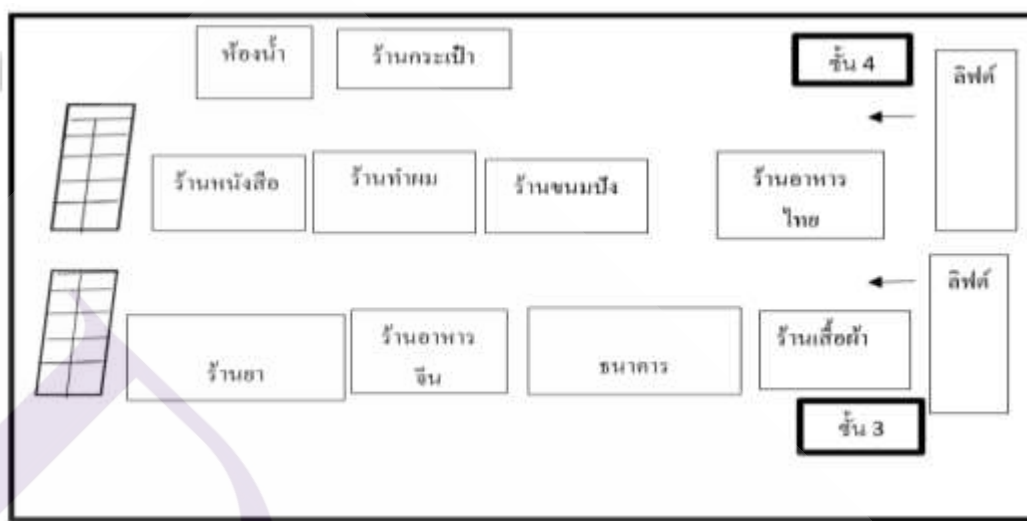 ห้องน้ำ
ร้านกระเป๋า
ชั้น 4
ลิฟต์
ร้านหนังสือ
ร้านทำผม
ร้านขนมปัง
ร้านอาหาร
ไทย
ลิฟต์
ร้านยา
ร้านอาหาร
จีน
ธนาคาร
ร้านเสื้อผ้า
ชั้น 3